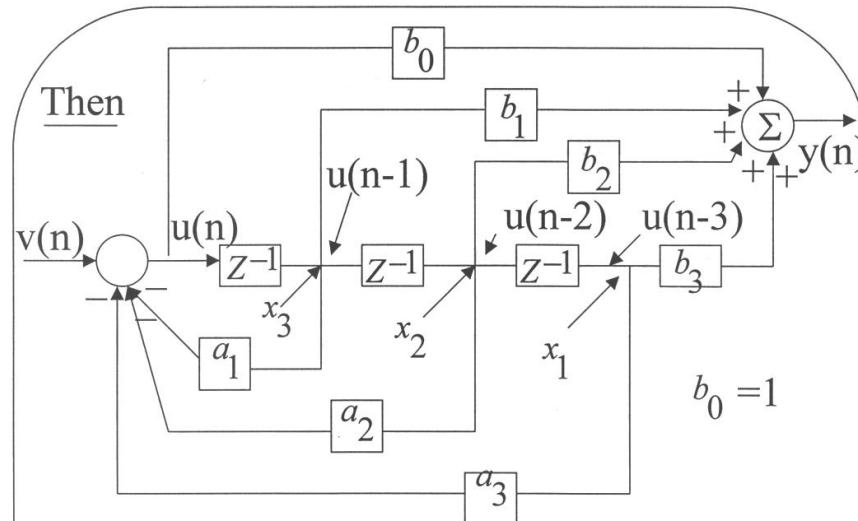 b0
Then
b1
+
+
Σ
y(n)
b2
+
+
u(n-1)
v(n)
u(n)
u(n-2)
u(n-3)
Z⁻¹
Z⁻¹
Z⁻¹
b3
x3
x2
x1
−
−
−
a1
b0 = 1
a2
a3
+